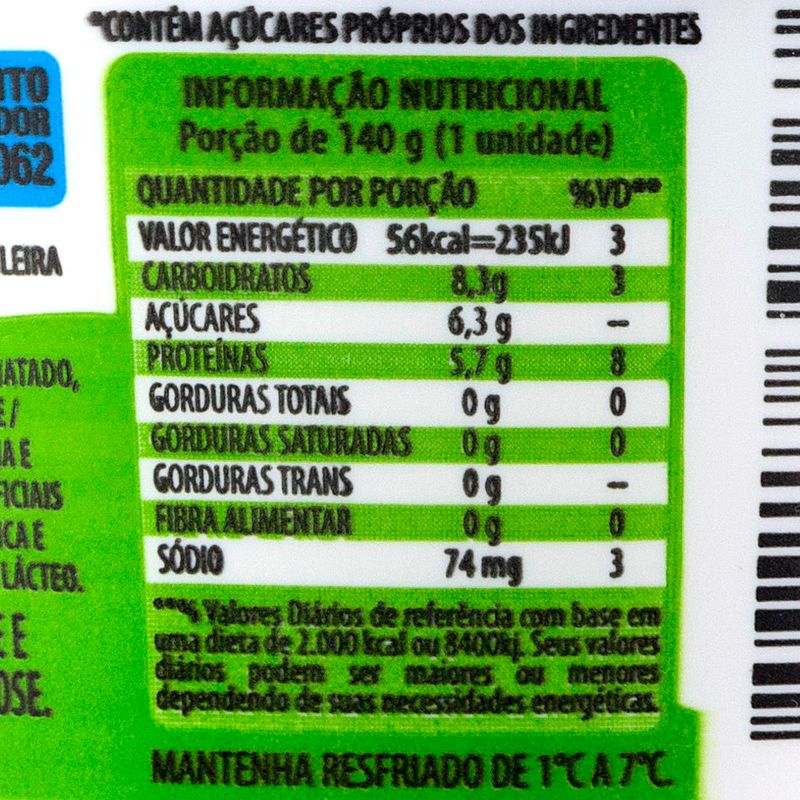 *CONTÉM AÇÚCARES PRÓPRIOS DOS INGREDIENTES
INFORMAÇÃO NUTRICIONAL
Porção de 140 g (1 unidade)
QUANTIDADE POR PORÇÃO %VD**
VALOR ENERGÉTICO 56kcal=235kJ 3
CARBOIDRATOS 8,3g 3
AÇÚCARES 6,3 g --
PROTEÍNAS 5,7 g 8
GORDURAS TOTAIS 0 g 0
GORDURAS SATURADAS 0 g 0
GORDURAS TRANS 0 g --
FIBRA ALIMENTAR 0 g 0
SÓDIO 74 mg 3
**% Valores Diários de referência com base em
uma dieta de 2.000 kcal ou 8400kj. Seus valores
diários podem ser maiores ou menores
dependendo de suas necessidades energéticas.
MANTENHA RESFRIADO DE 1°C A 7°C
062
LEIRA
IATADO,
E/
IA E
FICIAIS
ICA E
LÁCTEO.
E E
OSE.